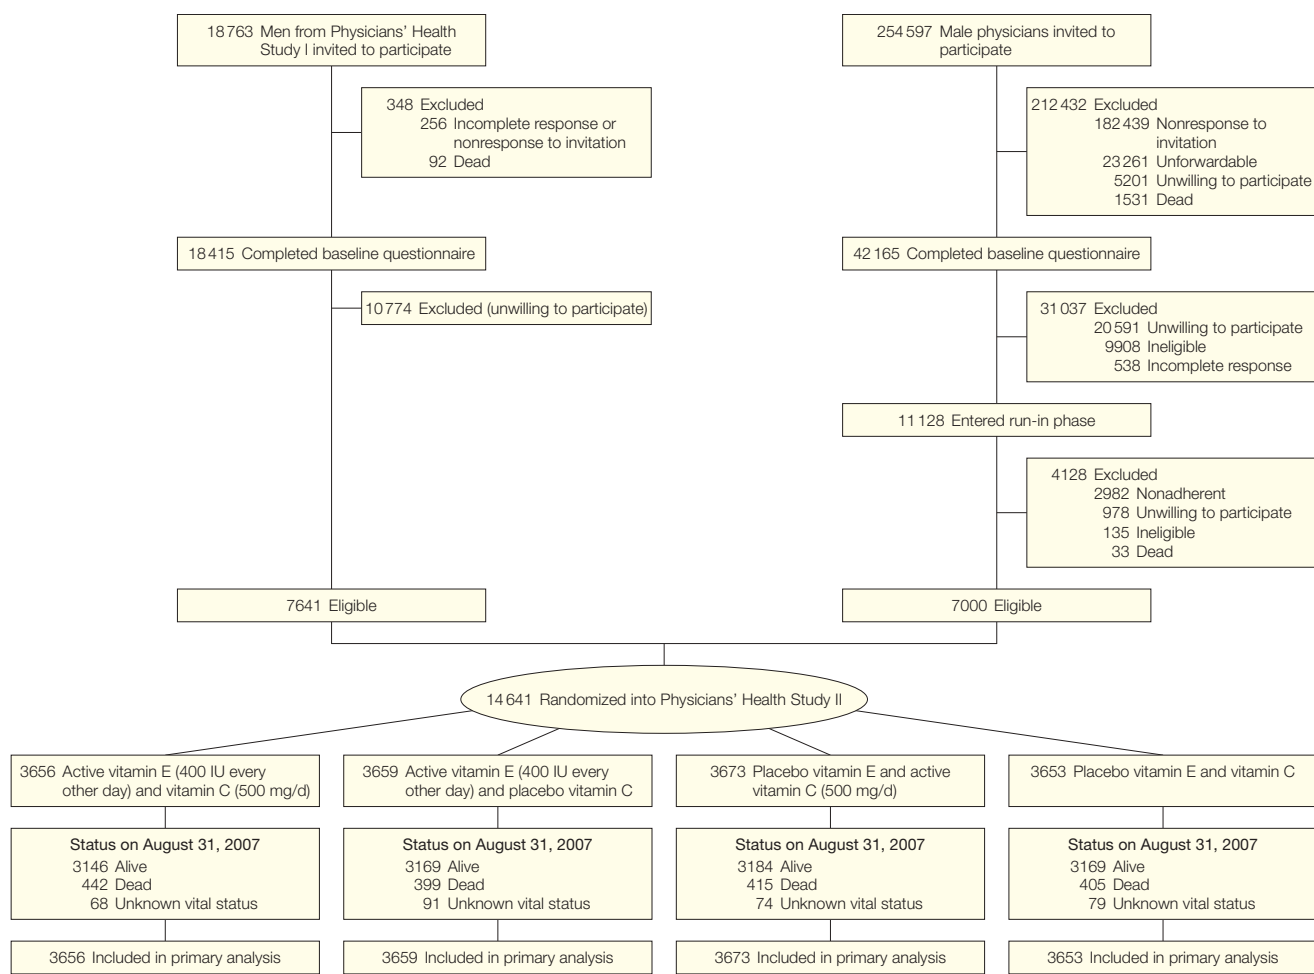 18 763 Men from Physicians' Health
Study I invited to participate
348 Excluded
256 Incomplete response or
nonresponse to invitation
92 Dead
18 415 Completed baseline questionnaire
10 774 Excluded (unwilling to participate)
7641 Eligible
254 597 Male physicians invited to
participate
212 432 Excluded
182 439 Nonresponse to
invitation
23 261 Unforwardable
5201 Unwilling to participate
1531 Dead
42 165 Completed baseline questionnaire
31 037 Excluded
20 591 Unwilling to participate
9908 Ineligible
538 Incomplete response
11 128 Entered run-in phase
4128 Excluded
2982 Nonadherent
978 Unwilling to participate
135 Ineligible
33 Dead
7000 Eligible
14 641 Randomized into Physicians' Health Study II
3656 Active vitamin E (400 IU every
other day) and vitamin C (500 mg/d)
Status on August 31, 2007
3146 Alive
442 Dead
68 Unknown vital status
3656 Included in primary analysis
3659 Active vitamin E (400 IU every
other day) and placebo vitamin C
Status on August 31, 2007
3169 Alive
399 Dead
91 Unknown vital status
3659 Included in primary analysis
3673 Placebo vitamin E and active
vitamin C (500 mg/d)
Status on August 31, 2007
3184 Alive
415 Dead
74 Unknown vital status
3673 Included in primary analysis
3653 Placebo vitamin E and vitamin C
Status on August 31, 2007
3169 Alive
405 Dead
79 Unknown vital status
3653 Included in primary analysis